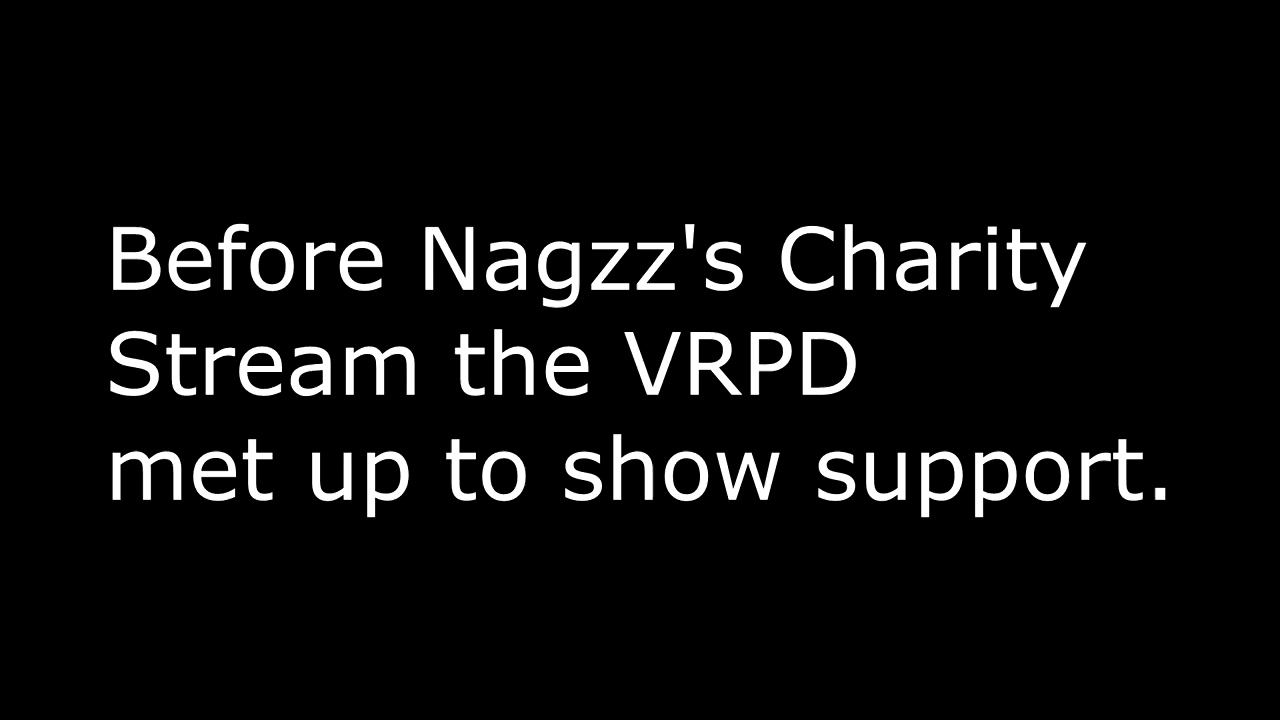 Before Nagzz's Charity
Stream the VRPD
met up to show support.